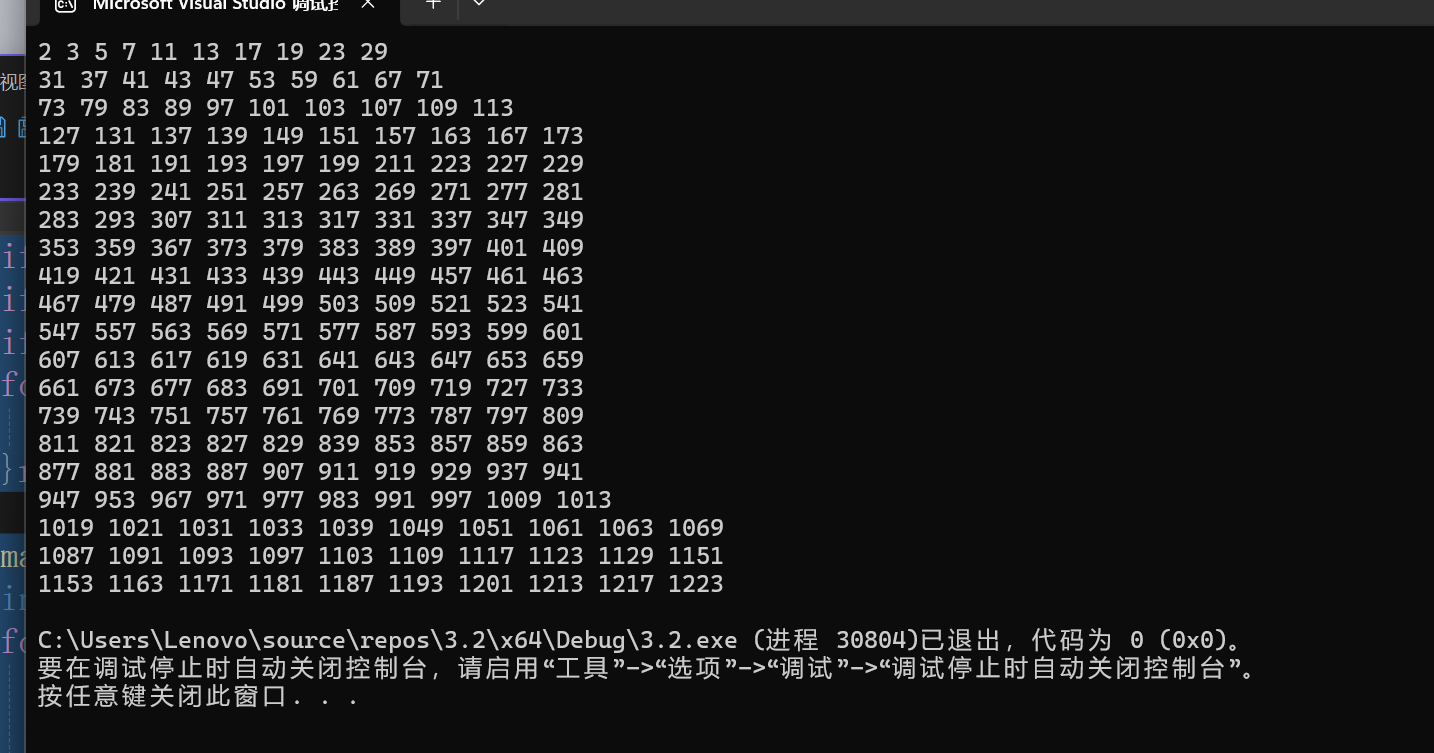 Microsoft Visual Studio 调试控
2 3 5 7 11 13 17 19 23 29
视图
31 37 41 43 47 53 59 61 67 71
73 79 83 89 97 101 103 107 109 113
127 131 137 139 149 151 157 163 167 173
179 181 191 193 197 199 211 223 227 229
233 239 241 251 257 263 269 271 277 281
if
283 293 307 311 313 317 331 337 347 349
353 359 367 373 379 383 389 397 401 409
if
419 421 431 433 439 443 449 457 461 463
467 479 487 491 499 503 509 521 523 541
if
547 557 563 569 571 577 587 593 599 601
607 613 617 619 631 641 643 647 653 659
fo
661 673 677 683 691 701 709 719 727 733
739 743 751 757 761 769 773 787 797 809
811 821 823 827 829 839 853 857 859 863
}
877 881 883 887 907 911 919 929 937 941
947 953 967 971 977 983 991 997 1009 1013
1019 1021 1031 1033 1039 1049 1051 1061 1063 1069
ma
1087 1091 1093 1097 1103 1109 1117 1123 1129 1151
1153 1163 1171 1181 1187 1193 1201 1213 1217 1223
in
fo
C:\Users\Lenovo\source\repos\3.2\x64\Debug\3.2.exe (进程 30804)已退出，代码为 0 (0x0)。
要在调试停止时自动关闭控制台，请启用“工具”->“选项”->“调试”->“调试停止时自动关闭控制台”。
按任意键关闭此窗口. . .